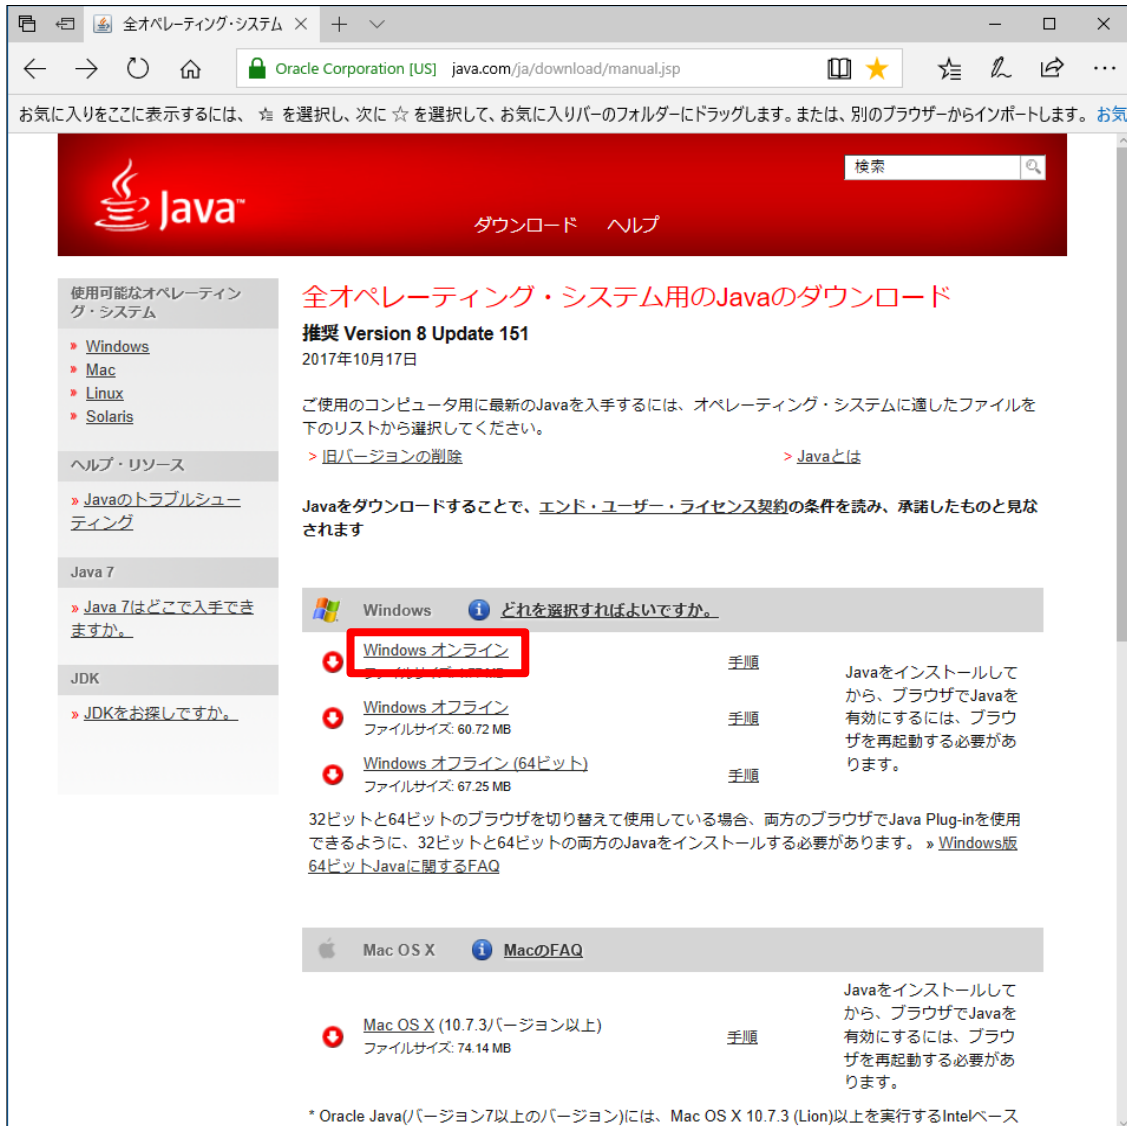 全オペレーティング・システム
Oracle Corporation [US] java.com/ja/download/manual.jsp
お気に入りをここに表示するには、 を選択し、次に ☆ を選択して、お気に入りバーのフォルダーにドラッグします。または、別のブラウザーからインポートします。 お気
Java™
検索
ダウンロード ヘルプ
使用可能なオペレーティン
グ・システム
» Windows
» Mac
» Linux
» Solaris
ヘルプ・リソース
» Javaのトラブルシュー
ティング
Java 7
» Java 7はどこで入手でき
ますか。
JDK
» JDKをお探しですか。
全オペレーティング・システム用のJavaのダウンロード
推奨 Version 8 Update 151
2017年10月17日
ご使用のコンピュータ用に最新のJavaを入手するには、オペレーティング・システムに適したファイルを
下のリストから選択してください。
> 旧バージョンの削除 > Javaとは
Javaをダウンロードすることで、エンド・ユーザー・ライセンス契約の条件を読み、承諾したものと見な
されます
Windows どれを選択すればよいですか。
Windows オンライン
手順
Windows オフライン
ファイルサイズ: 60.72 MB
手順
Windows オフライン (64ビット)
ファイルサイズ: 67.25 MB
手順
Javaをインストールして
から、ブラウザでJavaを
有効にするには、ブラウ
ザを再起動する必要があ
ります。
32ビットと64ビットのブラウザを切り替えて使用している場合、両方のブラウザでJava Plug-inを使用
できるように、32ビットと64ビットの両方のJavaをインストールする必要があります。 » Windows版
64ビットJavaに関するFAQ
Mac OS X MacのFAQ
Mac OS X (10.7.3バージョン以上)
ファイルサイズ: 74.14 MB
手順
Javaをインストールして
から、ブラウザでJavaを
有効にするには、ブラウ
ザを再起動する必要があ
ります。
* Oracle Java(バージョン7以上のバージョン)には、Mac OS X 10.7.3 (Lion)以上を実行するIntelベース